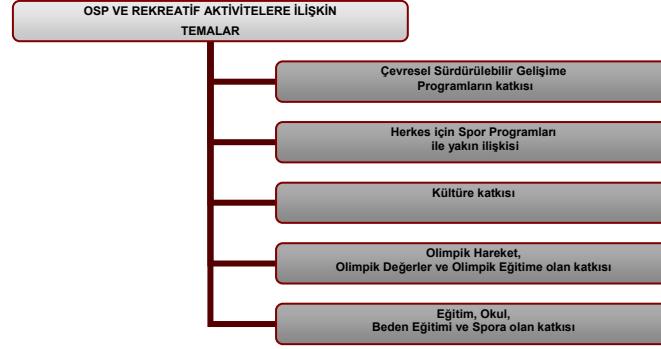 OSP VE REKREATİF AKTİVİTELERE İLİŞKİN
TEMALAR
Çevresel Sürdürülebilir Gelişime
Programların katkısı
Herkes için Spor Programları
ile yakın ilişkisi
Kültüre katkısı
Olimpik Hareket,
Olimpik Değerler ve Olimpik Eğitime olan katkısı
Eğitim, Okul,
Beden Eğitimi ve Spora olan katkısı